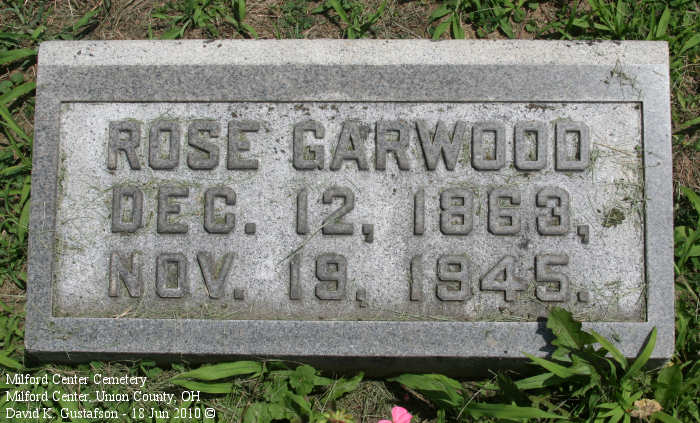 ROSE GARWOOD
DEC. 12, 1863,
NOV. 19, 1945.
Milford Center Cemetery
Milford Center, Union County, OH
David K. Gustafson - 18 Jun 2010 ©